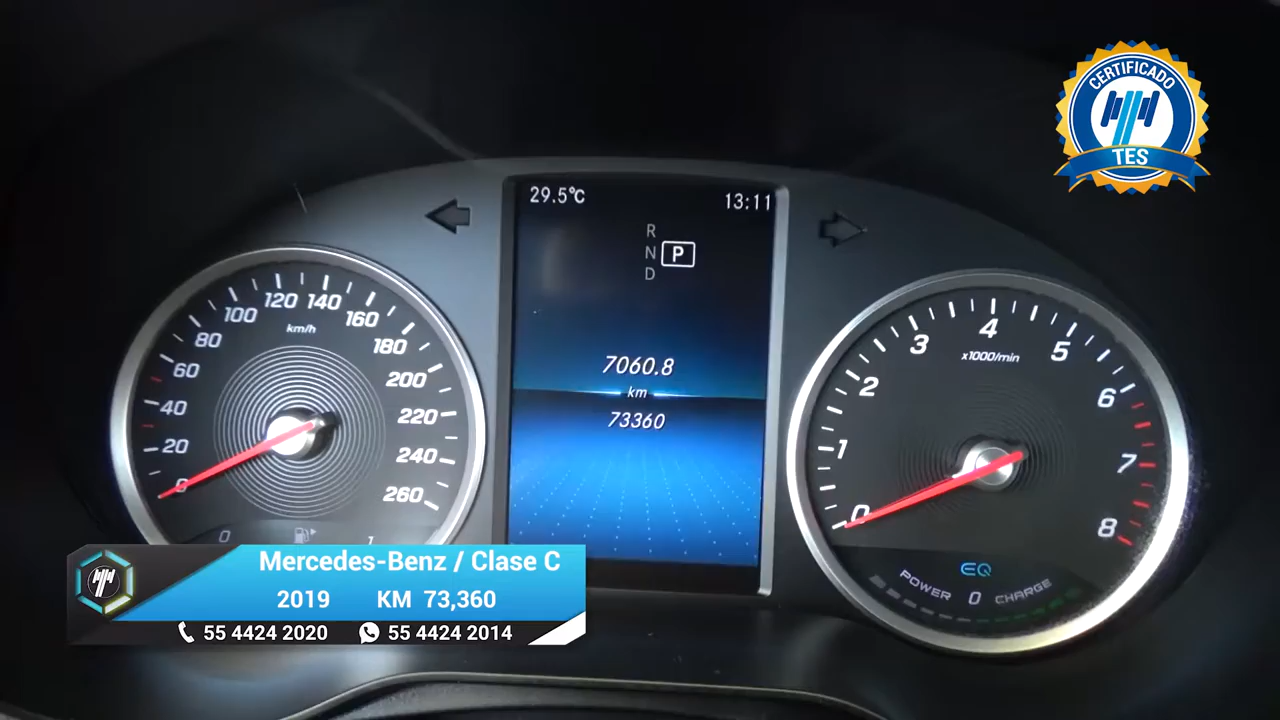 CERTIFICADO
TES
29.5℃
13:11
R
N
P
D
7060.8
km
73360
0
20
40
60
80
100
120
140
160
180
200
220
240
260
km/h
0
1
0
1
2
3
4
5
6
7
8
x1000/min
EQ
POWER 0 CHARGE
Mercedes-Benz / Clase C
2019 KM 73,360
55 4424 2020 55 4424 2014